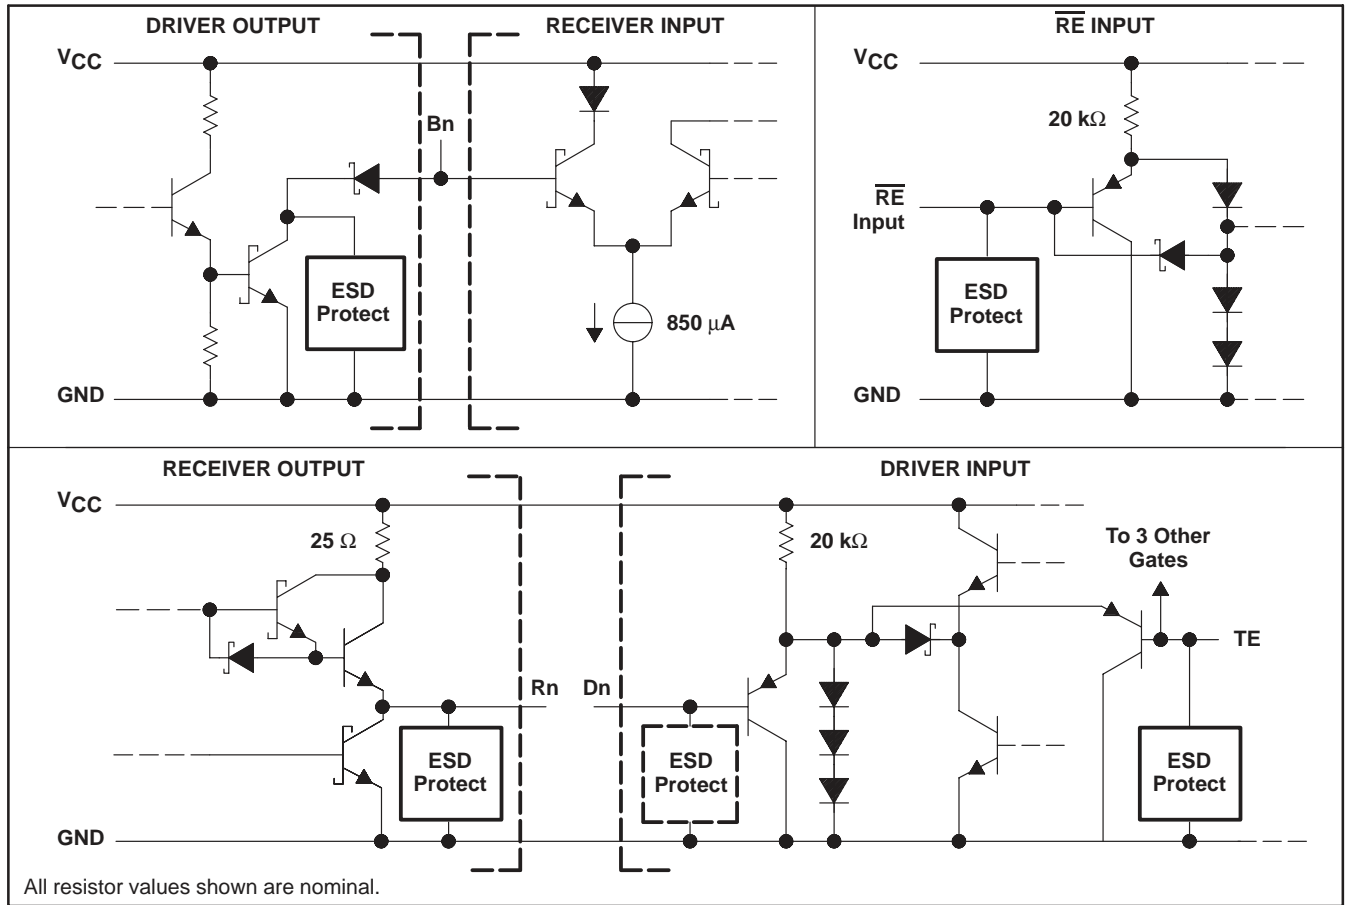 DRIVER OUTPUT
RECEIVER INPUT
VCC
Bn
ESD
Protect
850 μA
GND
RE INPUT
VCC
20 kΩ
RE
Input
ESD
Protect
GND
RECEIVER OUTPUT
DRIVER INPUT
VCC
25 Ω
20 kΩ
To 3 Other
Gates
TE
Rn
Dn
ESD
Protect
ESD
Protect
ESD
Protect
GND
All resistor values shown are nominal.